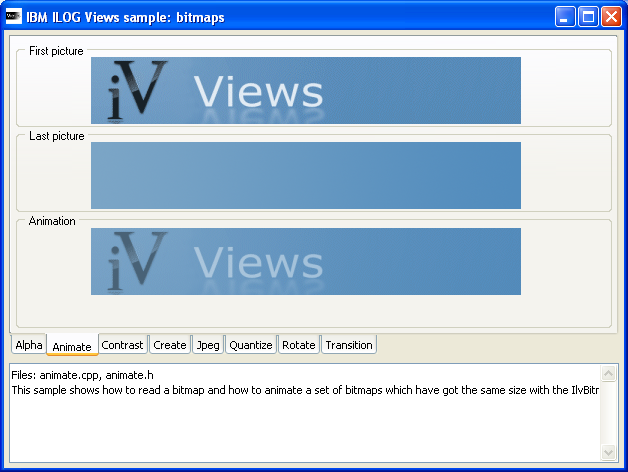 IBM ILOG Views sample: bitmaps
First picture
iV Views
Last picture
Animation
iV Views
Alpha Animate Contrast Create Jpeg Quantize Rotate Transition
Files: animate.cpp, animate.h
This sample shows how to read a bitmap and how to animate a set of bitmaps which have got the same size with the IlvBitr